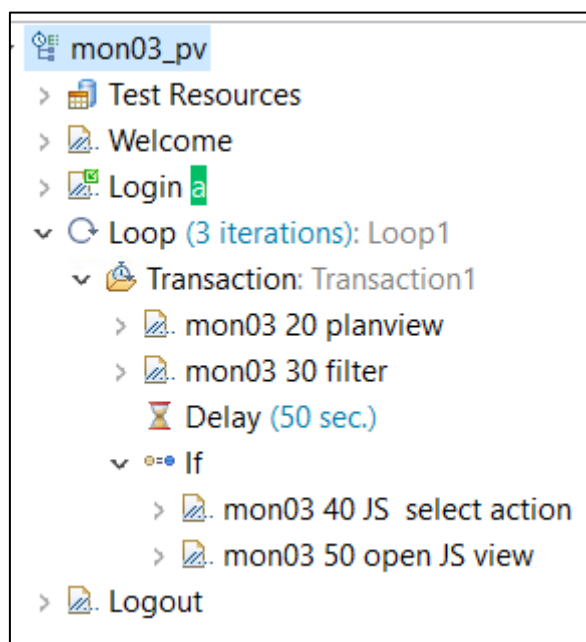 mon03_pv
Test Resources
Welcome
Login a
Loop (3 iterations): Loop1
Transaction: Transaction1
mon03 20 planview
mon03 30 filter
Delay (50 sec.)
If
mon03 40 JS  select action
mon03 50 open JS view
Logout